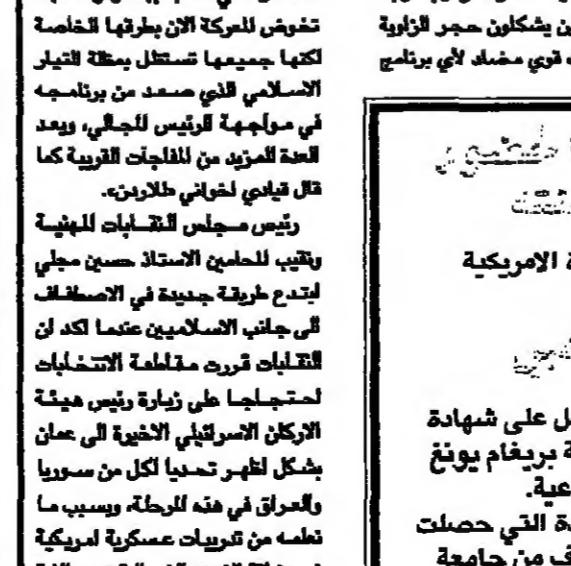 ن يشكلون حجر الزاوية
قوي مضاد لأي برنامج
ة الامريكية
ل على شهادة
ة بريغام يونغ
عية.
دة التي حصلت
ف من جامعة
تخوض المعركة الآن بطرقها الخاصة
لكنها جميعها تستظل بمظلة التيار
الاسلامي الذي صعد من برنامجه
في مواجهة الرئيس المجالي، ويعد
العدة للمزيد من المفاجآت القريبة كما
قال قيادي اخواني «للاردن».
رئيس مجلس النقابات المهنية
ونقيب المحامين الاستاذ حسين مجلي
ابتدع طريقة جديدة في الاصطفاف
الى جانب الاسلاميين عندما اكد ان
النقابات قررت مقاطعة الانتخابات
احتجاجا على زيارة رئيس هيئة
الاركان الاسرائيلي الاخيرة الى عمان
بشكل اظهر تحديا لكل من سوريا
والعراق في هذه المرحلة، وبسبب ما
نعلمه من تدريبات عسكرية امريكية